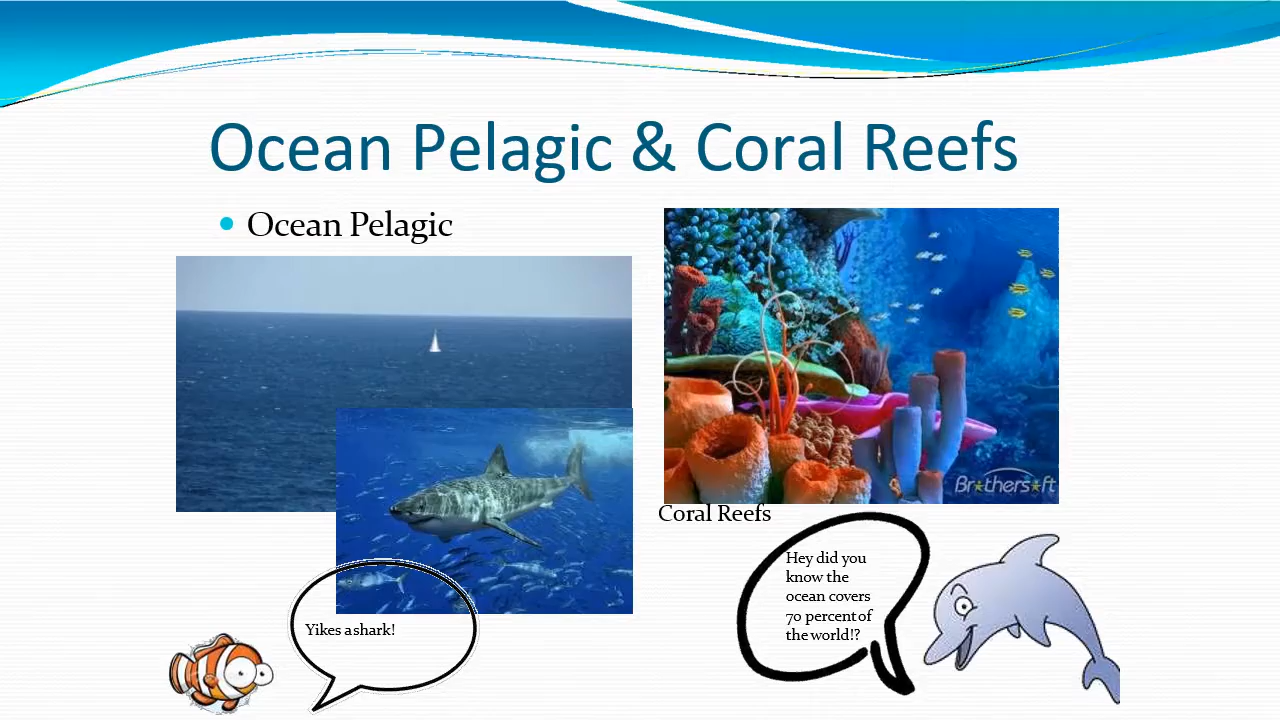 Ocean Pelagic & Coral Reefs
Ocean Pelagic
Brothersoft
Coral Reefs
Hey did you
know the
ocean covers
70 percent of
the world!?
Yikes a shark!